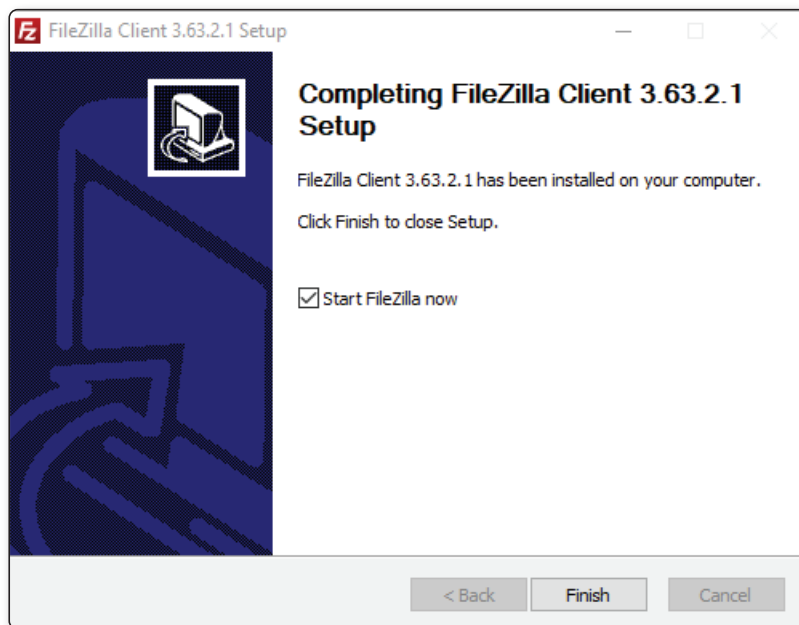 FileZilla Client 3.63.2.1 Setup
Completing FileZilla Client 3.63.2.1
Setup
FileZilla Client 3.63.2.1 has been installed on your computer.
Click Finish to close Setup.
Start FileZilla now
< Back Finish Cancel